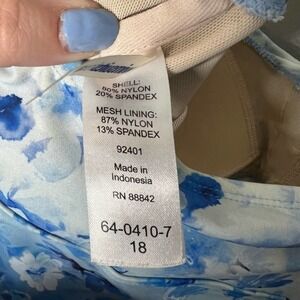 SHELL:
80% NYLON
20% SPANDEX
MESH LINING:
87% NYLON
13% SPANDEX
92401
Made in
Indonesia
RN 88842
64-0410-7
18